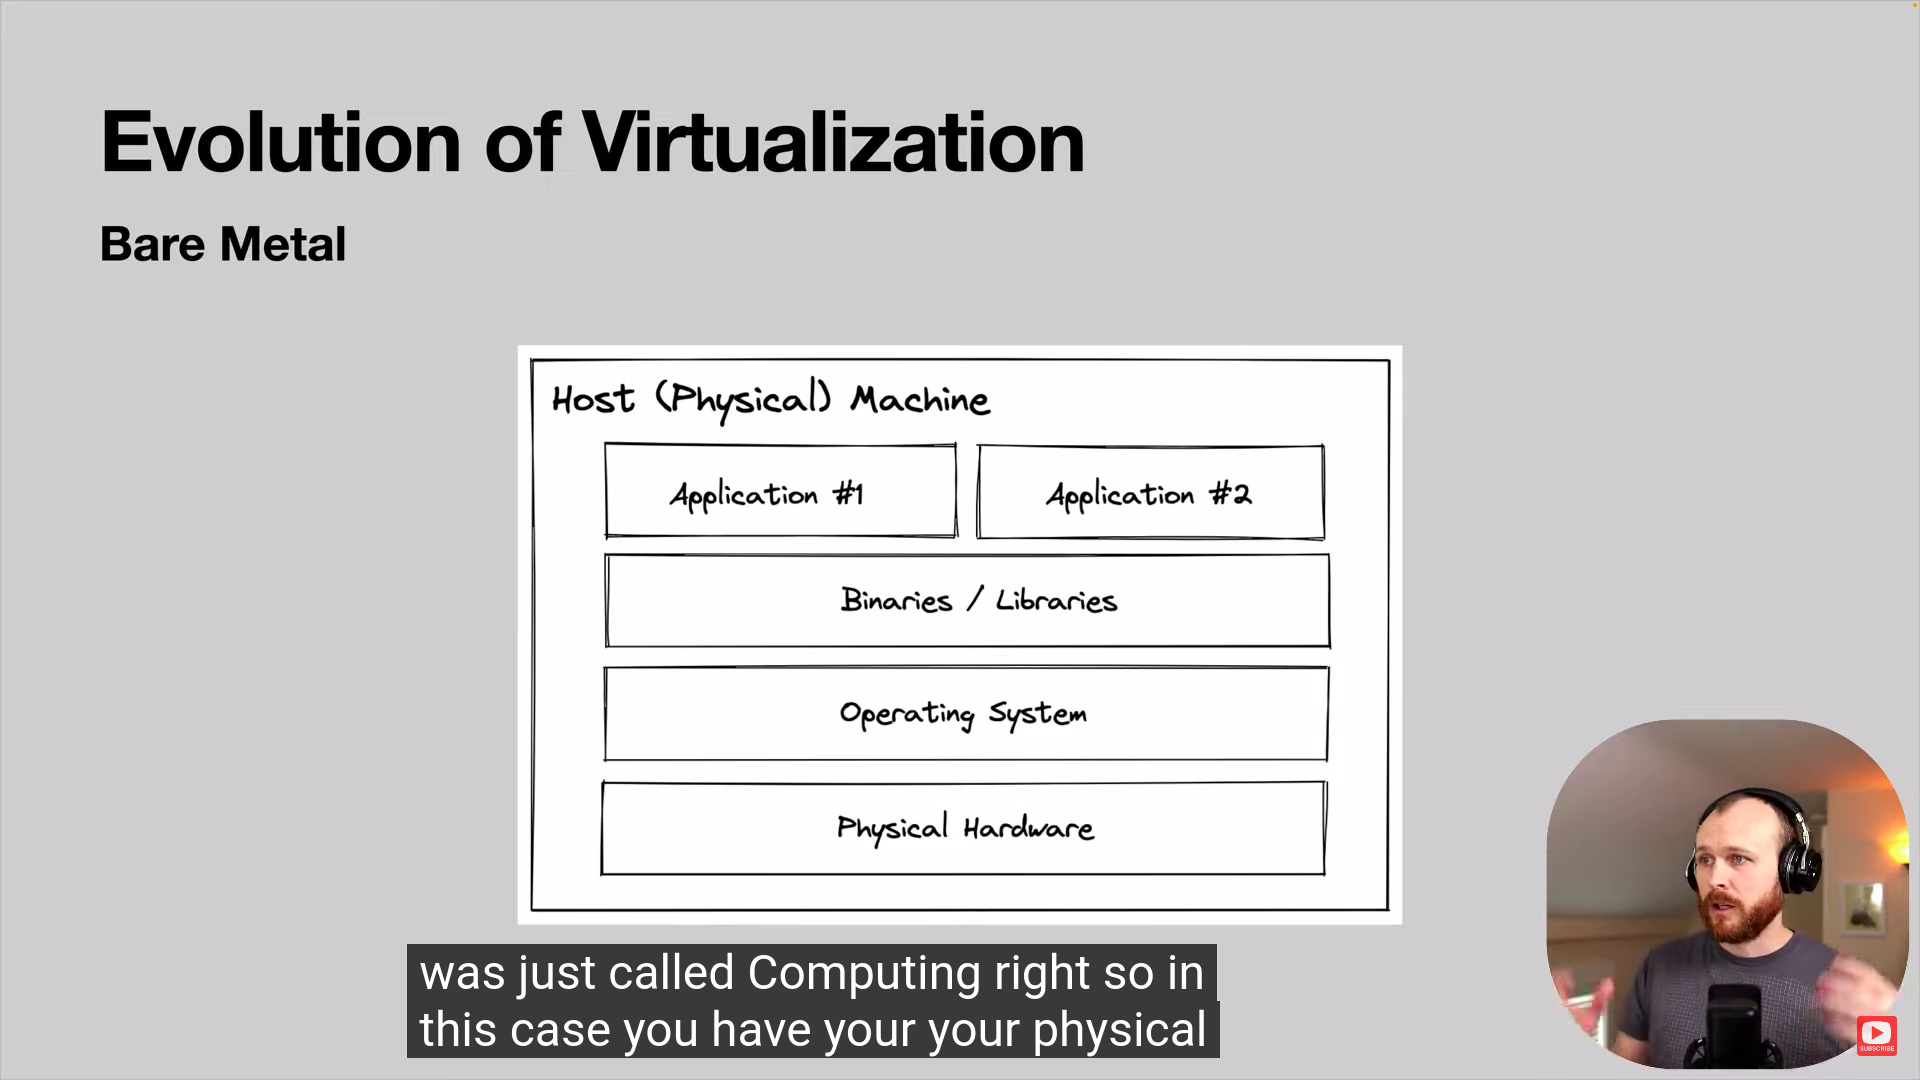 Evolution of Virtualization
Bare Metal
Host (Physical) Machine
Application #1
Application #2
Binaries / Libraries
Operating System
Physical Hardware
was just called Computing right so in
this case you have your your physical
SUBSCRIBE